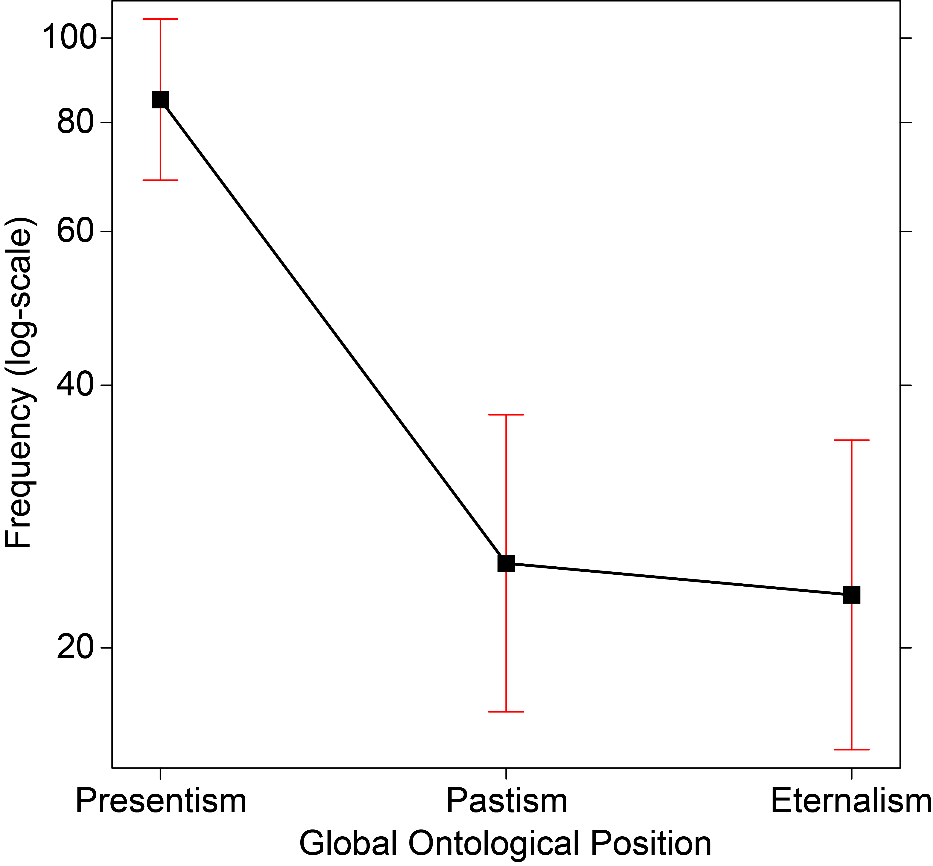 100
80
60
40
20
Frequency (log-scale)
Presentism Pastism Eternalism
Global Ontological Position